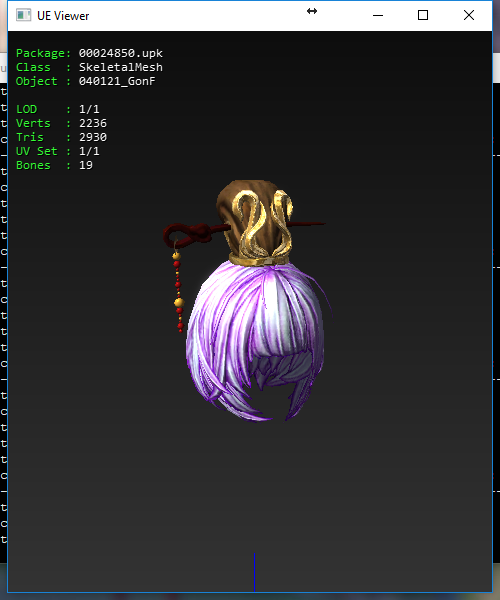 UE Viewer
Package: 00024850.upk
Class : SkeletalMesh
Object : 040121_GonF
LOD : 1/1
Verts : 2236
Tris : 2930
UV Set : 1/1
Bones : 19